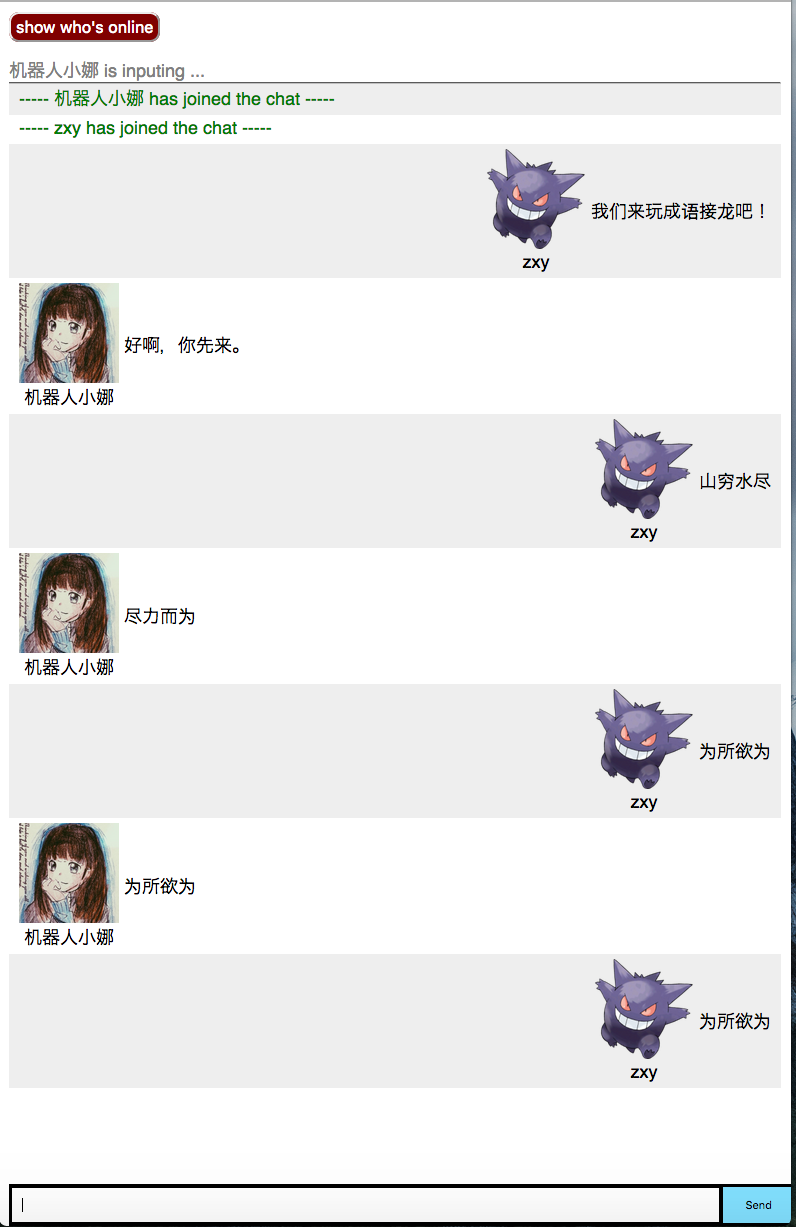 show who's online
机器人小娜 is inputing ...
----- 机器人小娜 has joined the chat -----
----- zxy has joined the chat -----
我们来玩成语接龙吧！
zxy
好啊，你先来。
机器人小娜
山穷水尽
zxy
尽力而为
机器人小娜
为所欲为
zxy
为所欲为
机器人小娜
为所欲为
zxy
Send